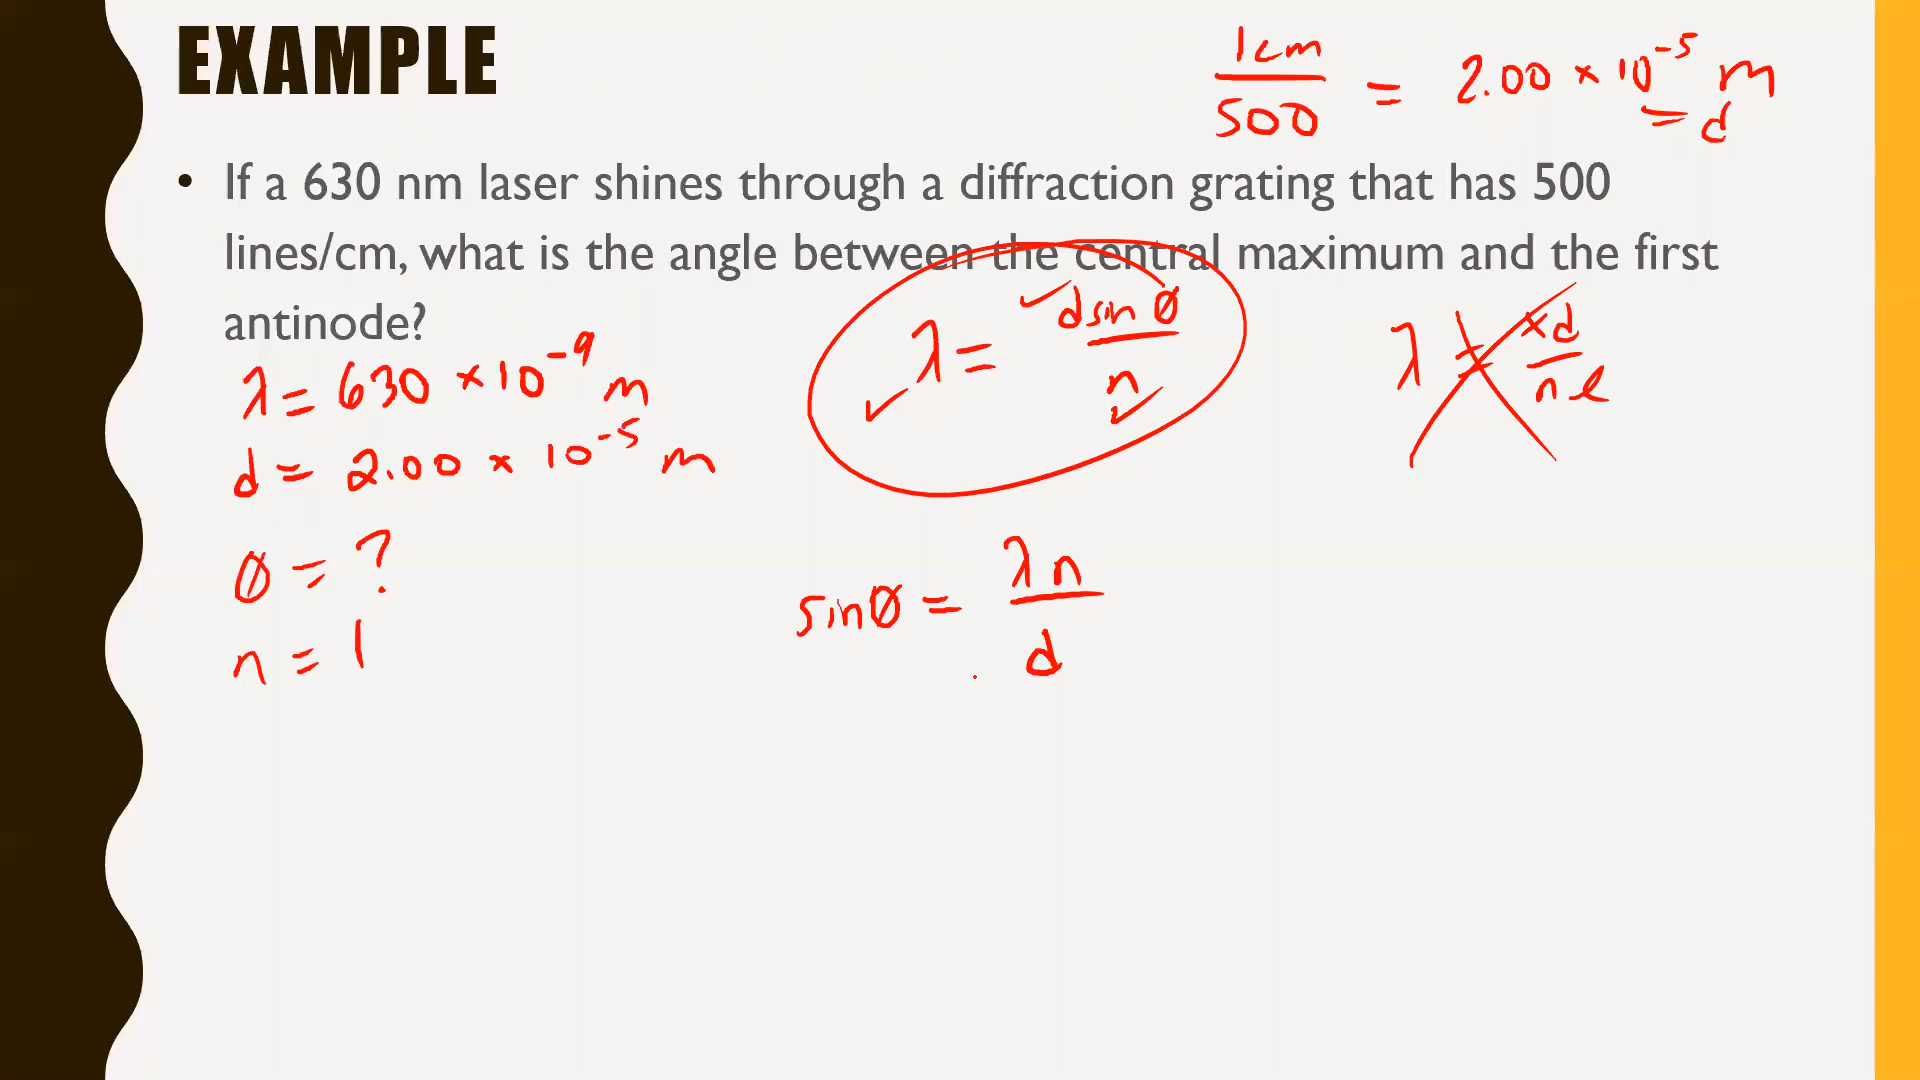 EXAMPLE
1cm / 500 = 2.00 × 10⁻⁵ m
= d
• If a 630 nm laser shines through a diffraction grating that has 500
lines/cm, what is the angle between the central maximum and the first
antinode?
λ = 630 × 10⁻⁹ m
d = 2.00 × 10⁻⁵ m
θ = ?
n = 1
λ = d sin θ / n
λ = xd / nl
sin θ = λn / d